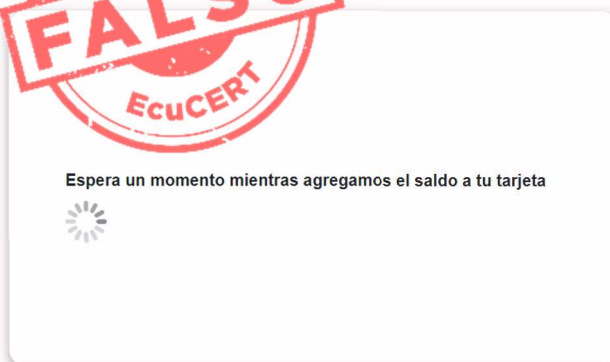 FALSO
EcuCERT
Espera un momento mientras agregamos el saldo a tu tarjeta